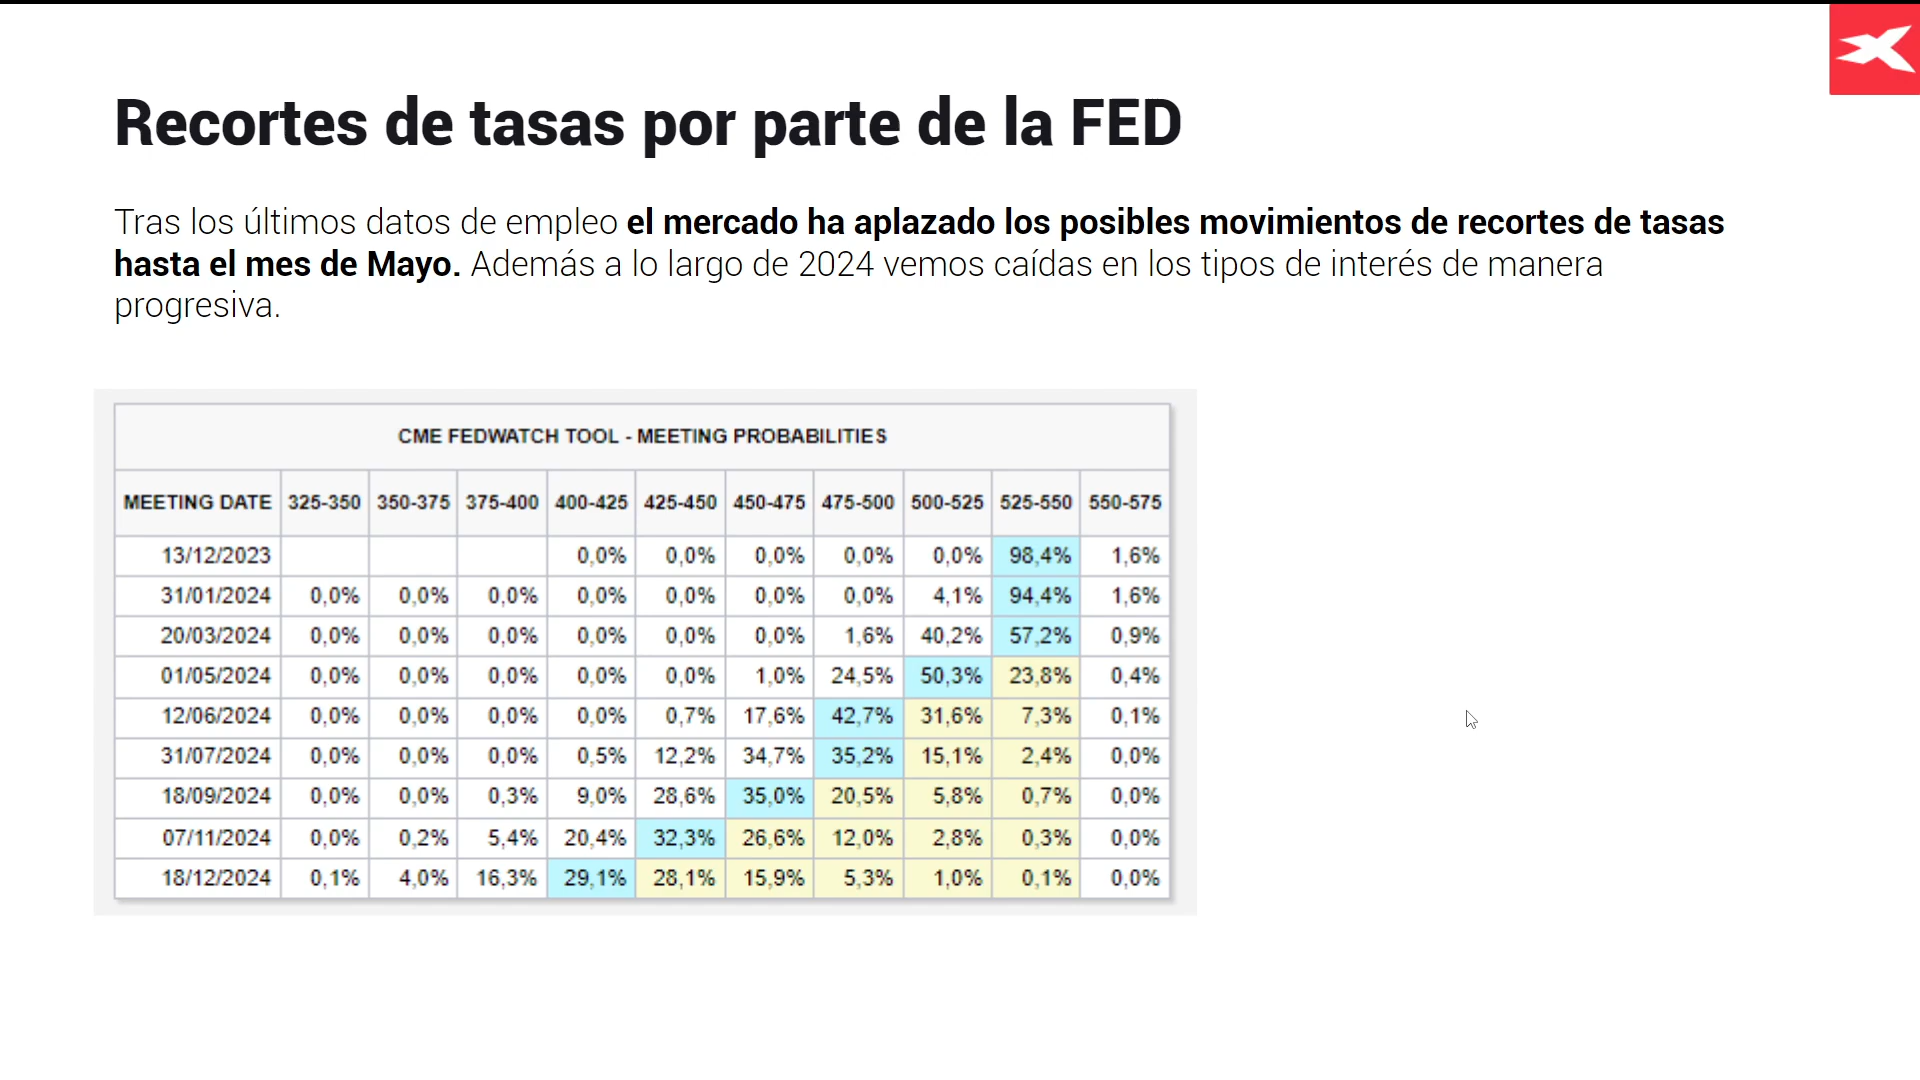 Recortes de tasas por parte de la FED
Tras los últimos datos de empleo el mercado ha aplazado los posibles movimientos de recortes de tasas
hasta el mes de Mayo. Además a lo largo de 2024 vemos caídas en los tipos de interés de manera
progresiva.
CME FEDWATCH TOOL - MEETING PROBABILITIES
MEETING DATE 325-350 350-375 375-400 400-425 425-450 450-475 475-500 500-525 525-550 550-575
13/12/2023 0,0% 0,0% 0,0% 0,0% 0,0% 98,4% 1,6%
31/01/2024 0,0% 0,0% 0,0% 0,0% 0,0% 0,0% 0,0% 4,1% 94,4% 1,6%
20/03/2024 0,0% 0,0% 0,0% 0,0% 0,0% 0,0% 1,6% 40,2% 57,2% 0,9%
01/05/2024 0,0% 0,0% 0,0% 0,0% 0,0% 1,0% 24,5% 50,3% 23,8% 0,4%
12/06/2024 0,0% 0,0% 0,0% 0,0% 0,7% 17,6% 42,7% 31,6% 7,3% 0,1%
31/07/2024 0,0% 0,0% 0,0% 0,5% 12,2% 34,7% 35,2% 15,1% 2,4% 0,0%
18/09/2024 0,0% 0,0% 0,3% 9,0% 28,6% 35,0% 20,5% 5,8% 0,7% 0,0%
07/11/2024 0,0% 0,2% 5,4% 20,4% 32,3% 26,6% 12,0% 2,8% 0,3% 0,0%
18/12/2024 0,1% 4,0% 16,3% 29,1% 28,1% 15,9% 5,3% 1,0% 0,1% 0,0%